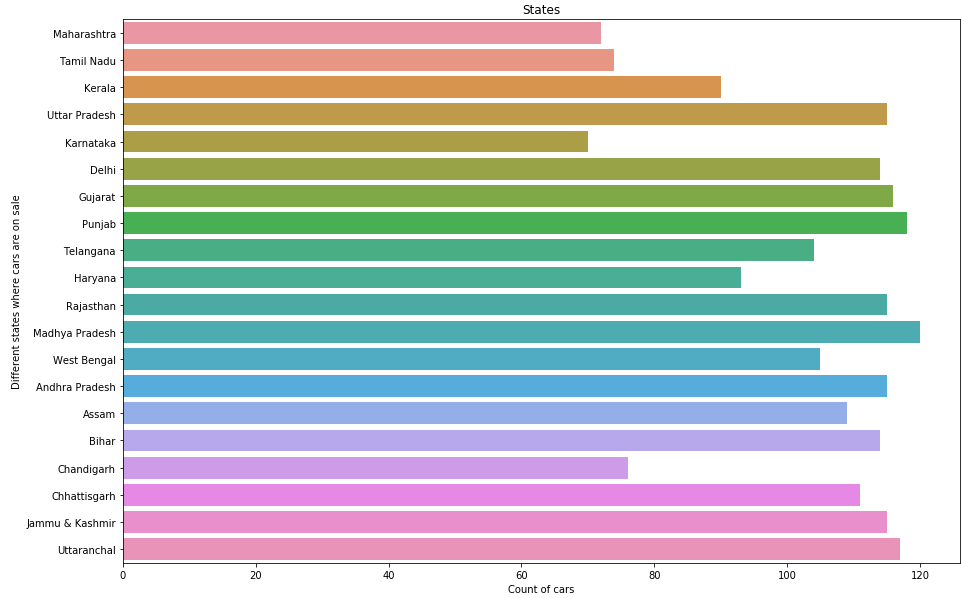 States
Maharashtra
Tamil Nadu
Kerala
Uttar Pradesh
Karnataka
Delhi
Gujarat
Punjab
Telangana
Haryana
Rajasthan
Madhya Pradesh
West Bengal
Andhra Pradesh
Assam
Bihar
Chandigarh
Chhattisgarh
Jammu & Kashmir
Uttaranchal
Different states where cars are on sale
0 20 40 60 80 100 120
Count of cars